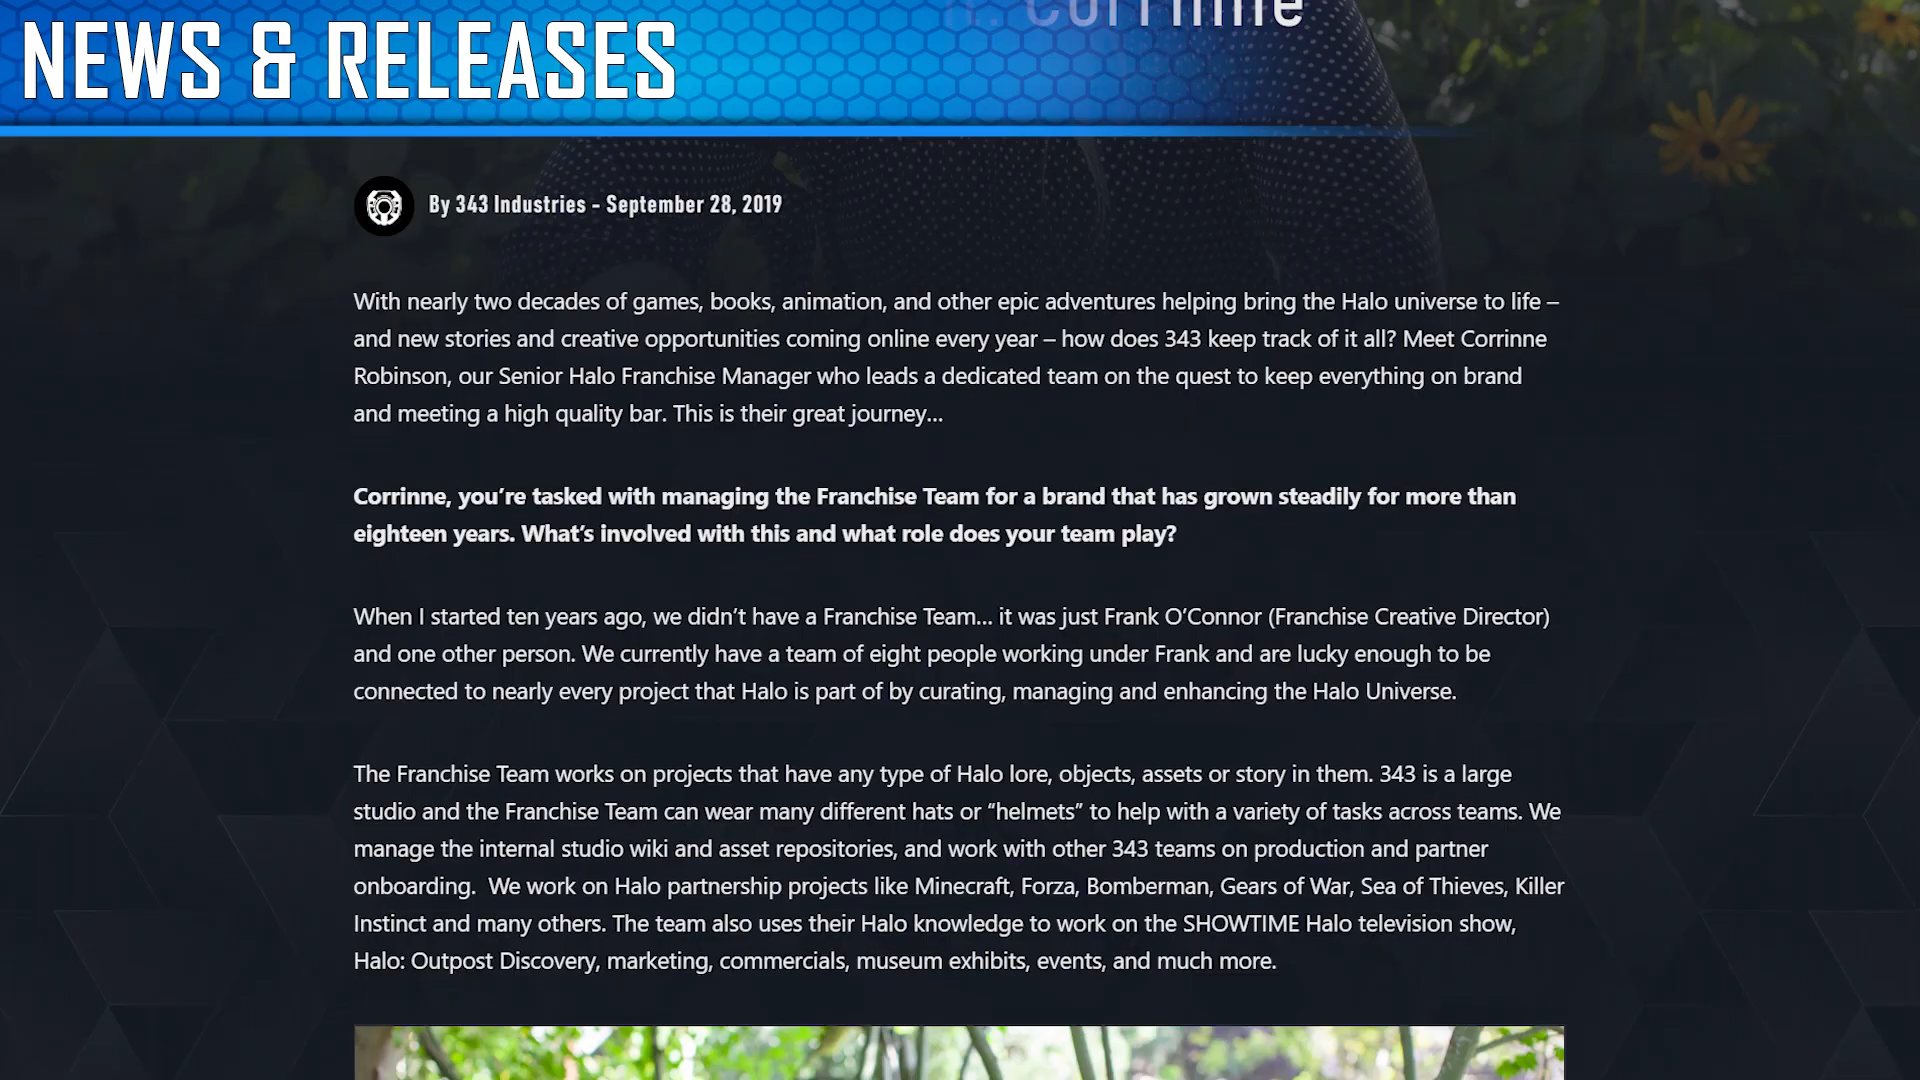 Corrinne
NEWS & RELEASES
By 343 Industries - September 28, 2019
With nearly two decades of games, books, animation, and other epic adventures helping bring the Halo universe to life –
and new stories and creative opportunities coming online every year – how does 343 keep track of it all? Meet Corrinne
Robinson, our Senior Halo Franchise Manager who leads a dedicated team on the quest to keep everything on brand
and meeting a high quality bar. This is their great journey...
Corrinne, you’re tasked with managing the Franchise Team for a brand that has grown steadily for more than
eighteen years. What’s involved with this and what role does your team play?
When I started ten years ago, we didn’t have a Franchise Team... it was just Frank O’Connor (Franchise Creative Director)
and one other person. We currently have a team of eight people working under Frank and are lucky enough to be
connected to nearly every project that Halo is part of by curating, managing and enhancing the Halo Universe.
The Franchise Team works on projects that have any type of Halo lore, objects, assets or story in them. 343 is a large
studio and the Franchise Team can wear many different hats or “helmets” to help with a variety of tasks across teams. We
manage the internal studio wiki and asset repositories, and work with other 343 teams on production and partner
onboarding.  We work on Halo partnership projects like Minecraft, Forza, Bomberman, Gears of War, Sea of Thieves, Killer
Instinct and many others. The team also uses their Halo knowledge to work on the SHOWTIME Halo television show,
Halo: Outpost Discovery, marketing, commercials, museum exhibits, events, and much more.